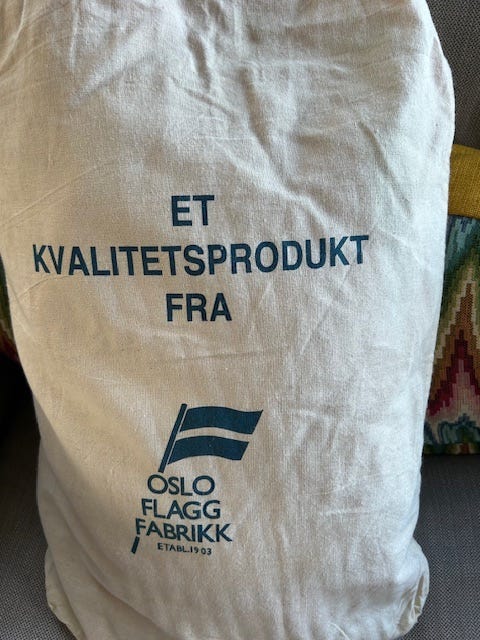 ET
KVALITETSPRODUKT
FRA
OSLO
FLAGG
FABRIKK
ETABL.1903